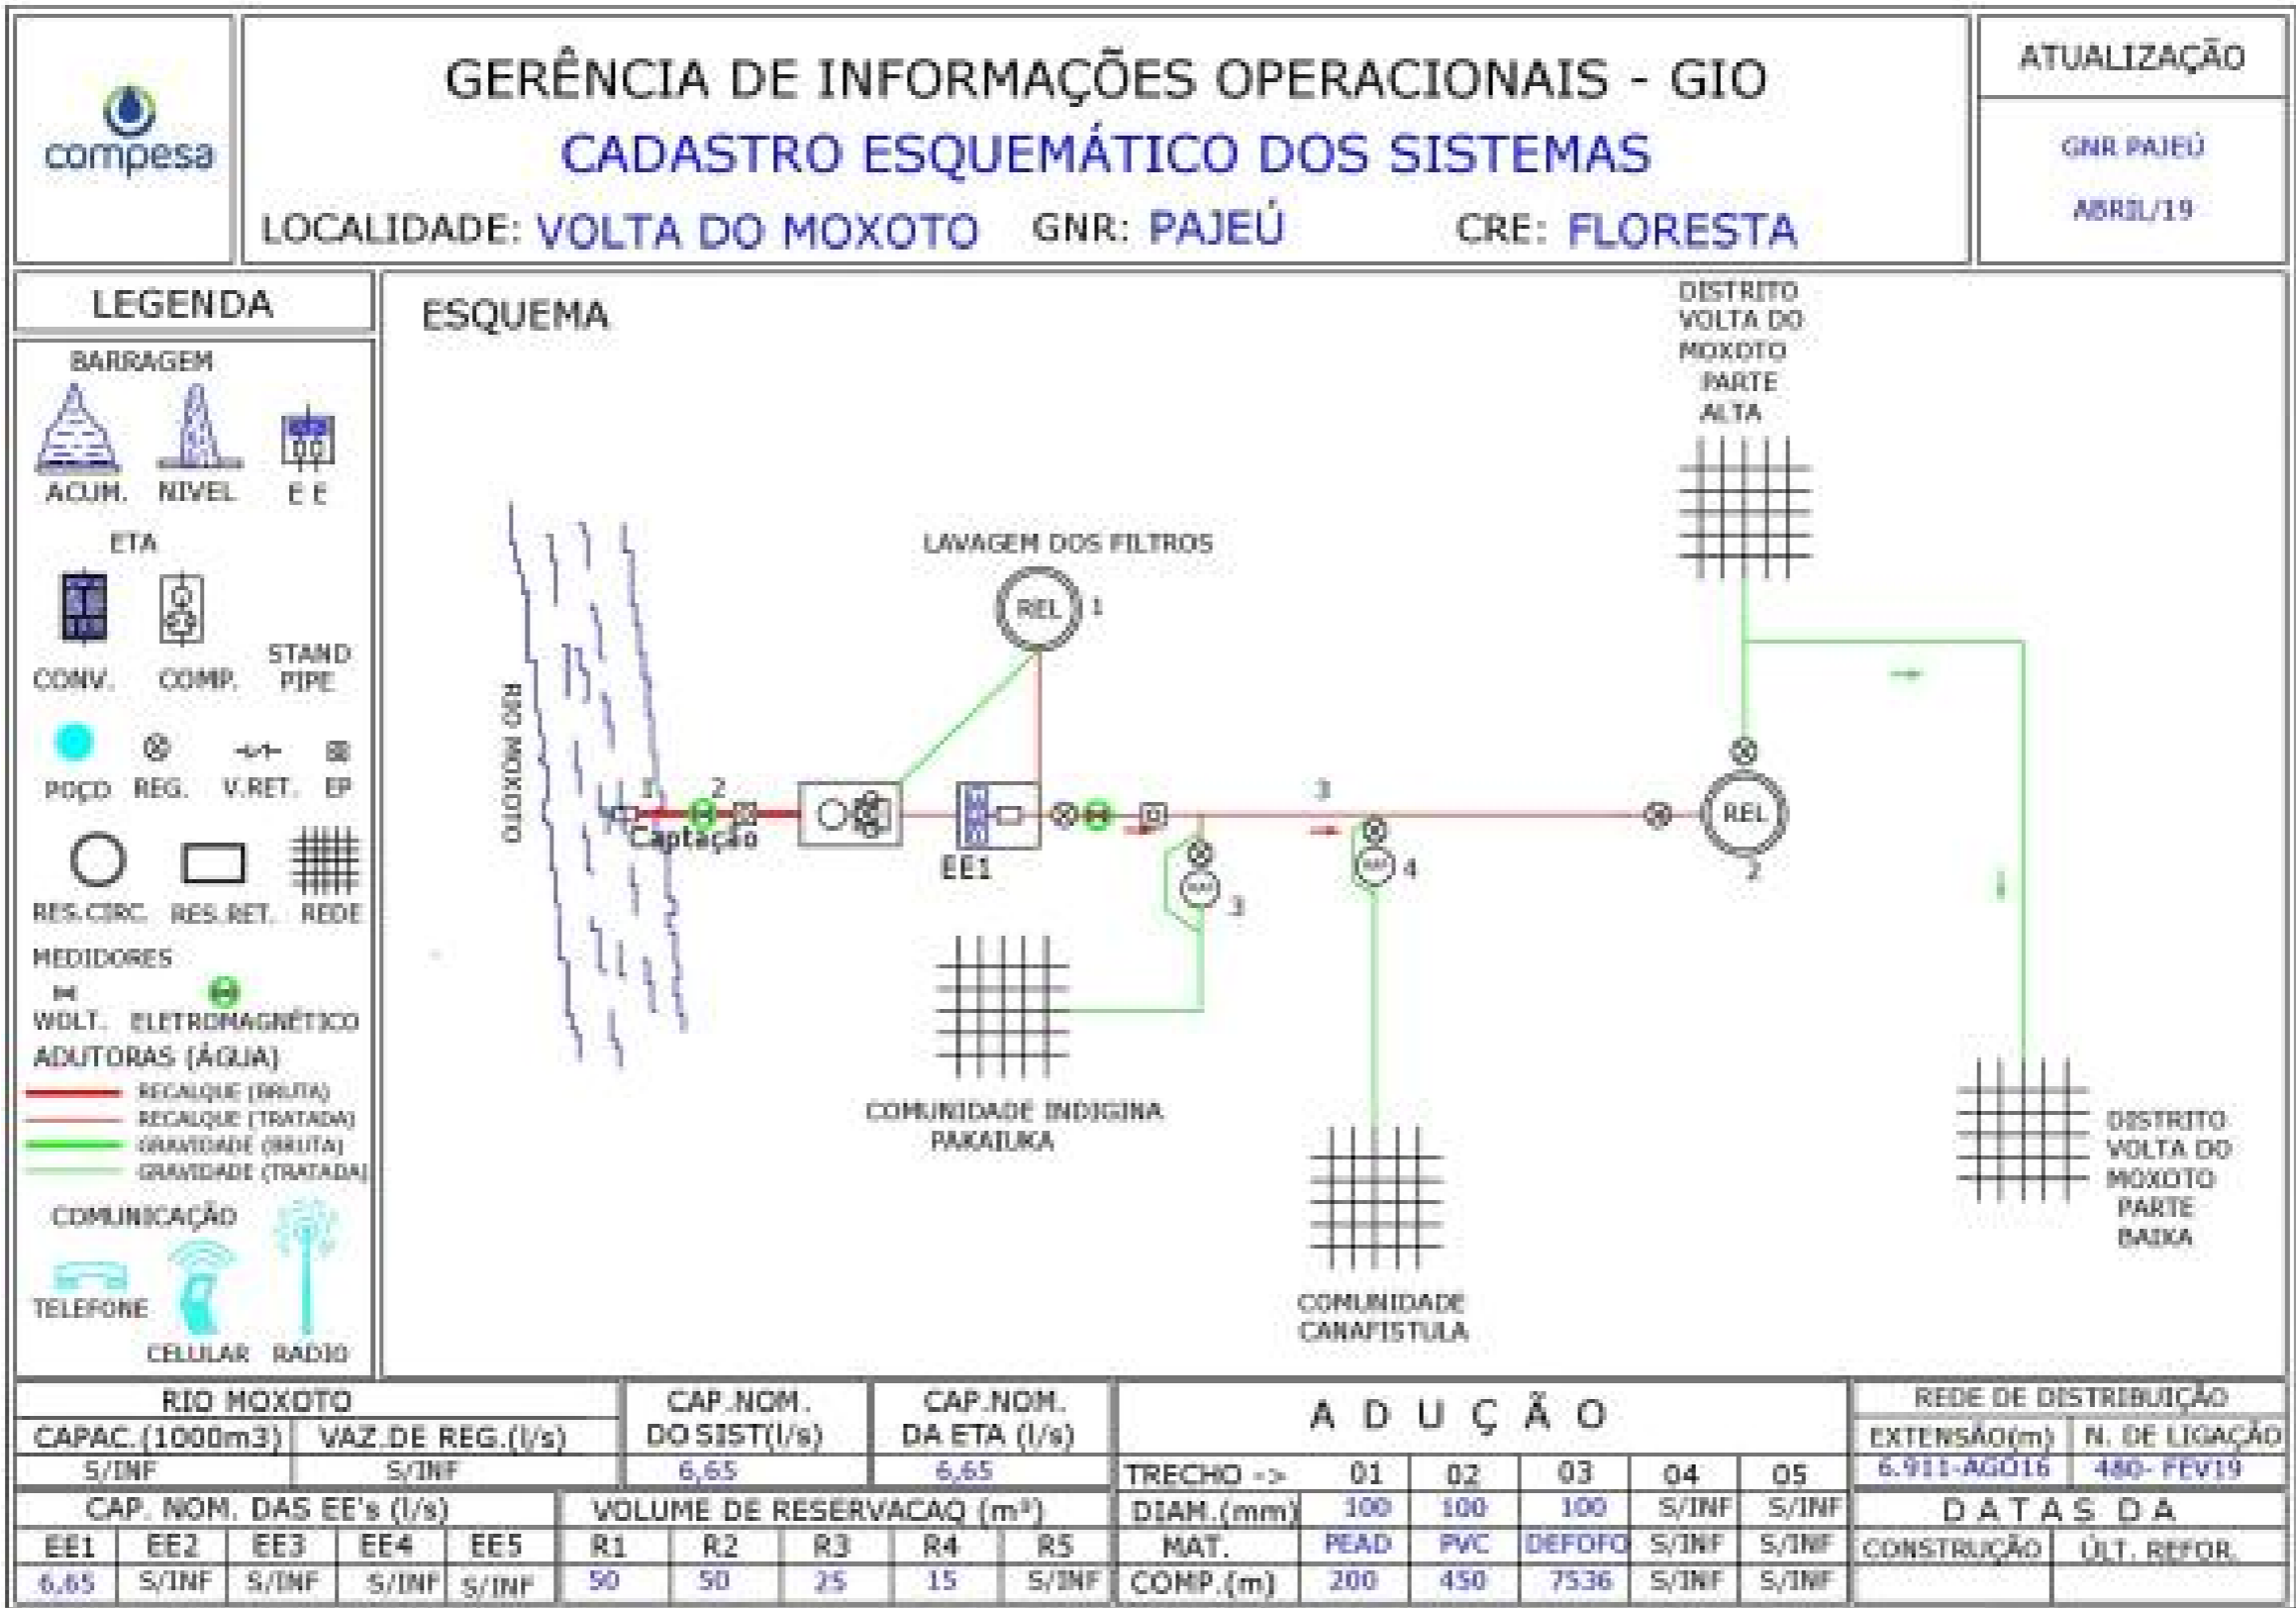 compesa
GERÊNCIA DE INFORMAÇÕES OPERACIONAIS - GIO
CADASTRO ESQUEMÁTICO DOS SISTEMAS
LOCALIDADE: VOLTA DO MOXOTO GNR: PAJEÚ CRE: FLORESTA
ATUALIZAÇÃO
GNR PAJEÚ
ABRIL/19
LEGENDA
BARRAGEM
ACUM. NIVEL E E
ETA
CONV. COMP. STAND
PIPE
POÇO REG. V.RET. EP
RES.CIRC. RES.RET. REDE
MEDIDORES
WOLT. ELETROMAGNÉTICO
ADUTORAS (ÁGUA)
RECALQUE (BRUTA)
RECALQUE (TRATADA)
GRAVIDADE (BRUTA)
GRAVIDADE (TRATADA)
COMUNICAÇÃO
TELEFONE
CELULAR RADIO
ESQUEMA
DISTRITO
VOLTA DO
MOXOTO
PARTE
ALTA
LAVAGEM DOS FILTROS
REL 1
RIO MOXOTO
1 2
Captação
EE1
3
REL
2
3
4
COMUNIDADE INDIGINA
PAKAIUKA
COMUNIDADE
CANAFISTULA
DISTRITO
VOLTA DO
MOXOTO
PARTE
BAIXA
RIO MOXOTO
CAPAC.(1000m3) VAZ.DE REG.(l/s)
S/INF S/INF
CAP.NOM.
DO SIST(l/s)
6,65
CAP.NOM.
DA ETA (l/s)
6,65
CAP. NOM. DAS EE's (l/s)
EE1 EE2 EE3 EE4 EE5
6,65 S/INF S/INF S/INF S/INF
VOLUME DE RESERVACAO (m³)
R1 R2 R3 R4 R5
50 50 25 15 S/INF
A D U Ç Ã O
TRECHO -> 01 02 03 04 05
DIAM.(mm) 100 100 100 S/INF S/INF
MAT. PEAD PVC DEFOFO S/INF S/INF
COMP.(m) 200 450 7536 S/INF S/INF
REDE DE DISTRIBUIÇÃO
EXTENSÃO(m) N. DE LIGAÇÃO
6.911-AGO16 480- FEV19
D A T A S D A
CONSTRUÇÃO ÚLT. REFOR.